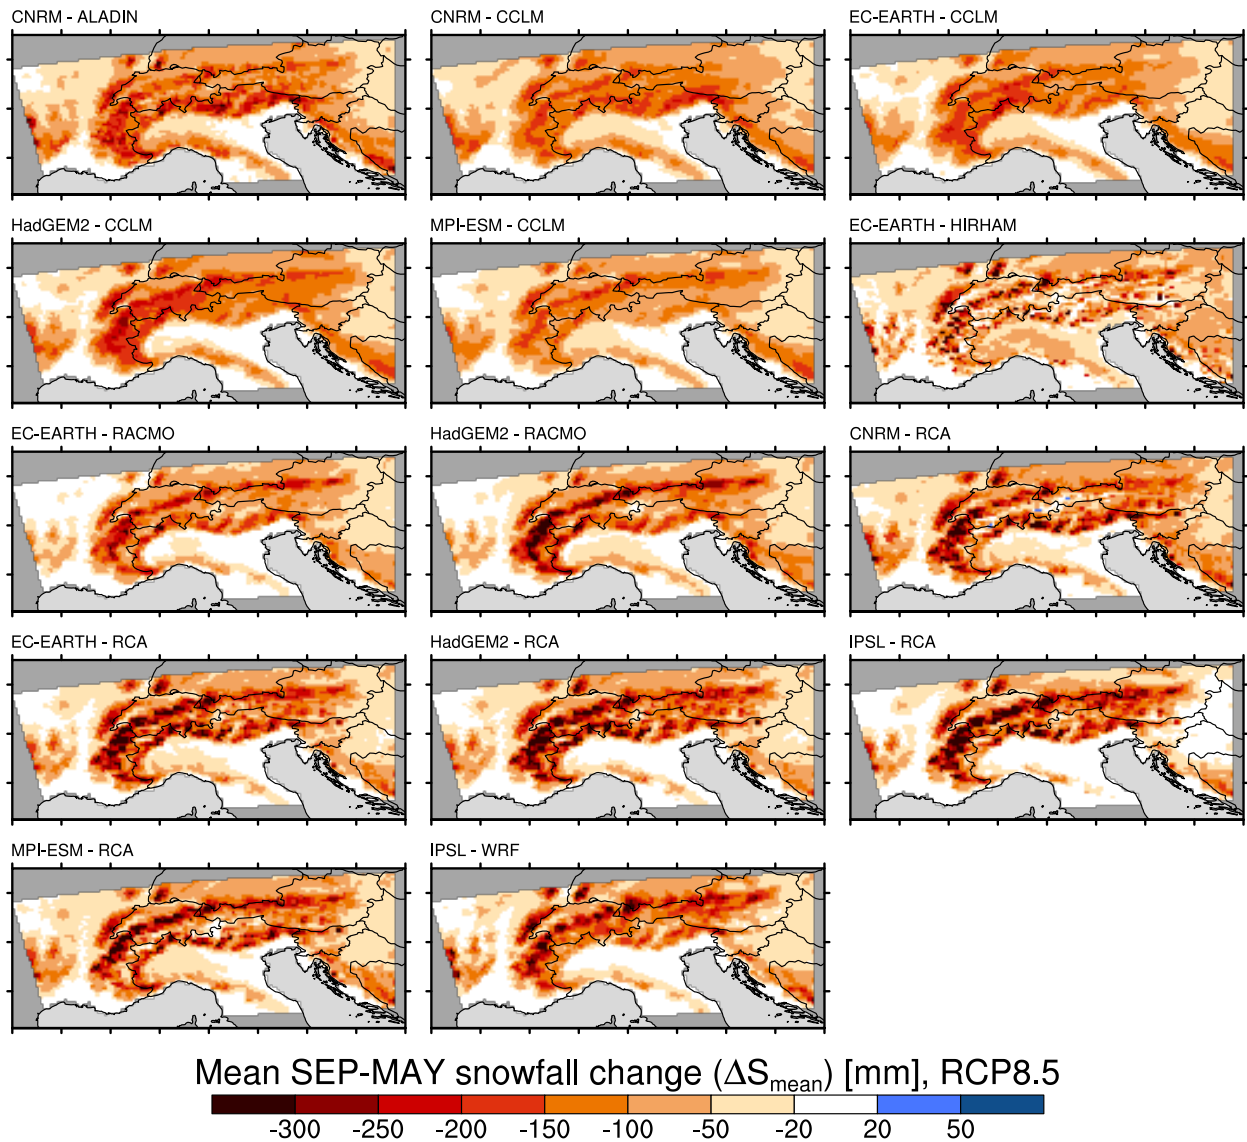 CNRM - ALADIN
CNRM - CCLM
EC-EARTH - CCLM
HadGEM2 - CCLM
MPI-ESM - CCLM
EC-EARTH - HIRHAM
EC-EARTH - RACMO
HadGEM2 - RACMO
CNRM - RCA
EC-EARTH - RCA
HadGEM2 - RCA
IPSL - RCA
MPI-ESM - RCA
IPSL - WRF
Mean SEP-MAY snowfall change (ΔSmean) [mm], RCP8.5
-300 -250 -200 -150 -100 -50 -20 20 50